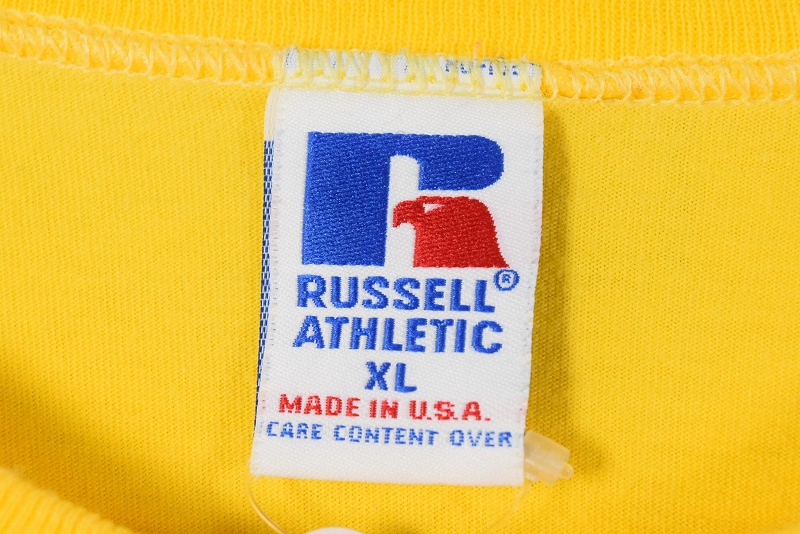 RUSSELL®
ATHLETIC
XL
MADE IN U.S.A.
CARE CONTENT OVER